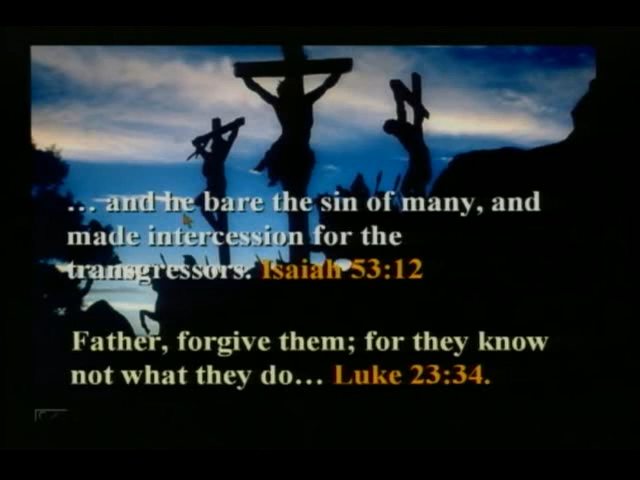 … and he bare the sin of many, and
made intercession for the
transgressors. Isaiah 53:12
Father, forgive them; for they know
not what they do… Luke 23:34.